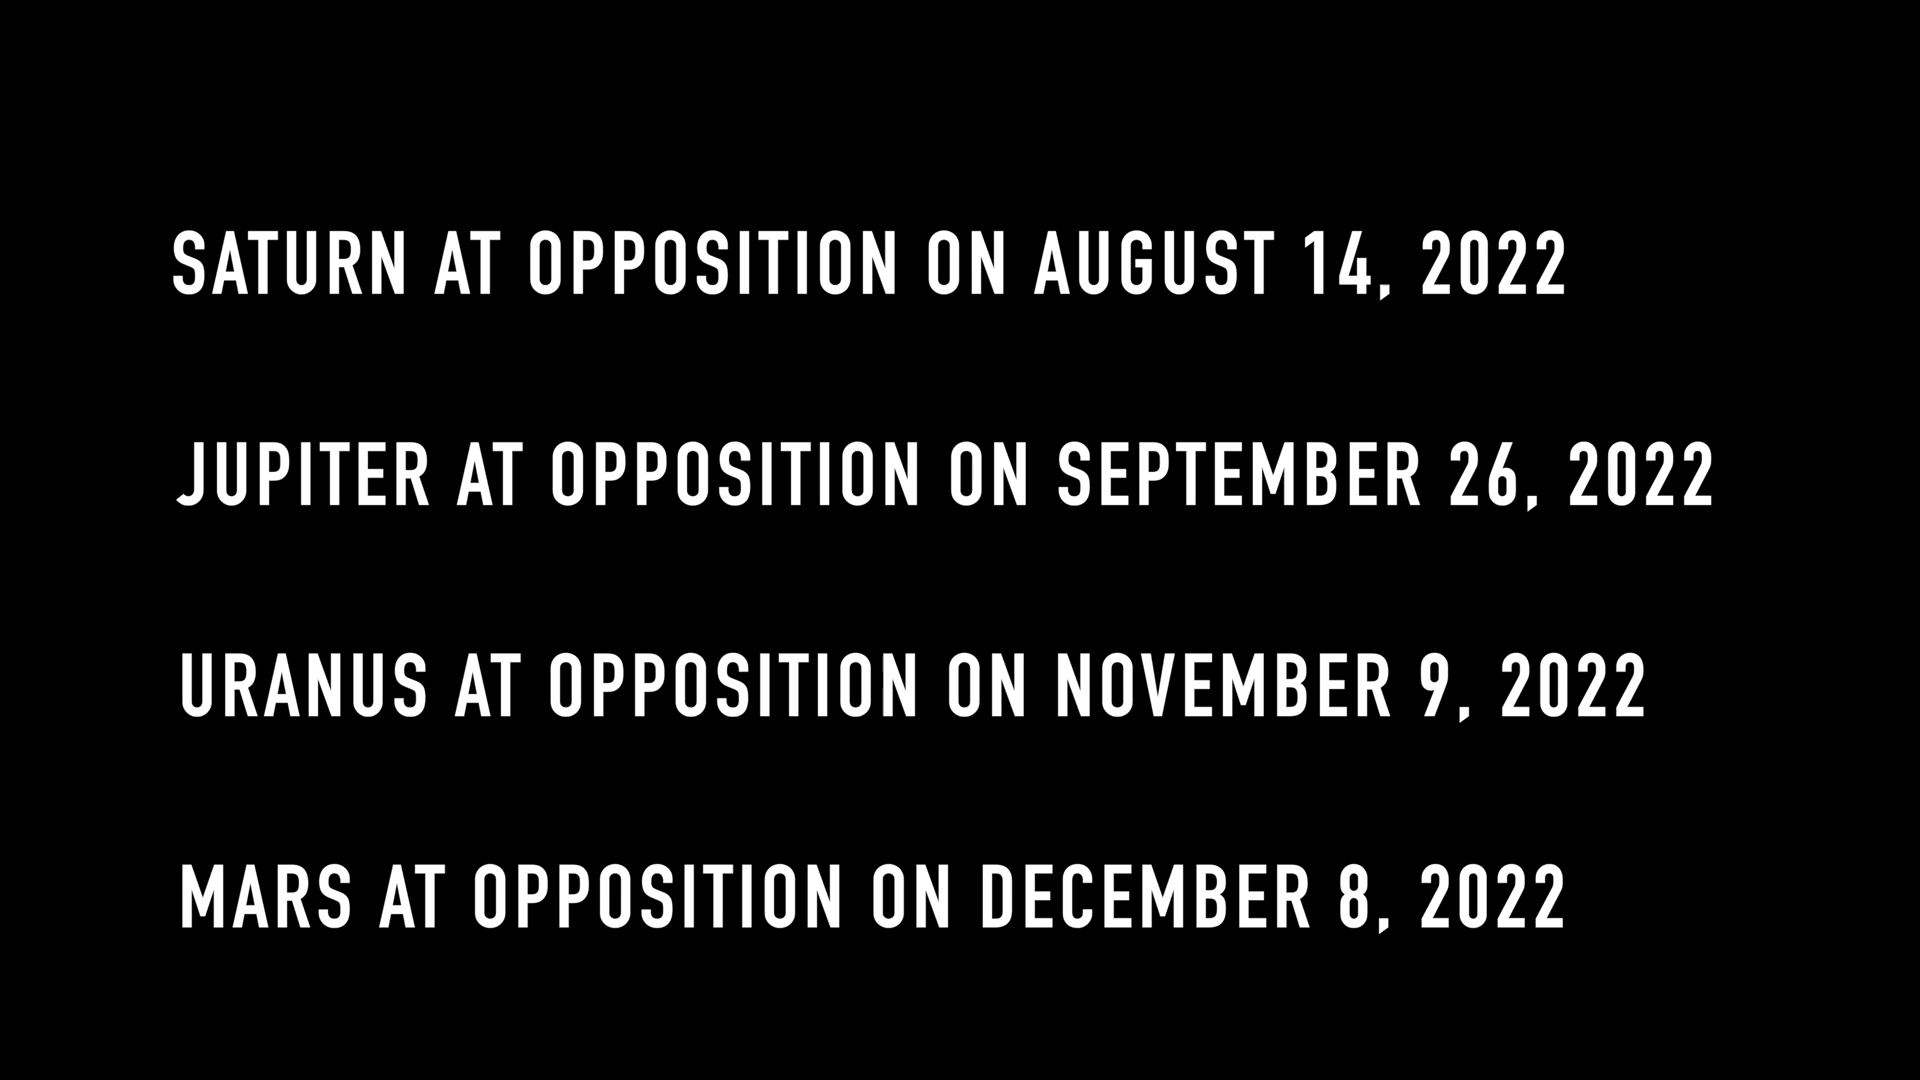 SATURN AT OPPOSITION ON AUGUST 14, 2022
JUPITER AT OPPOSITION ON SEPTEMBER 26, 2022
URANUS AT OPPOSITION ON NOVEMBER 9, 2022
MARS AT OPPOSITION ON DECEMBER 8, 2022